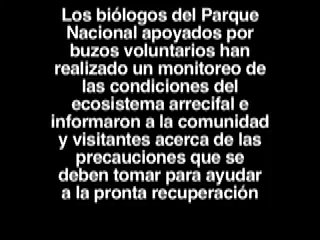 Los biólogos del Parque
Nacional apoyados por
buzos voluntarios han
realizado un monitoreo de
las condiciones del
ecosistema arrecifal e
informaron a la comunidad
y visitantes acerca de las
precauciones que se
deben tomar para ayudar
a la pronta recuperación